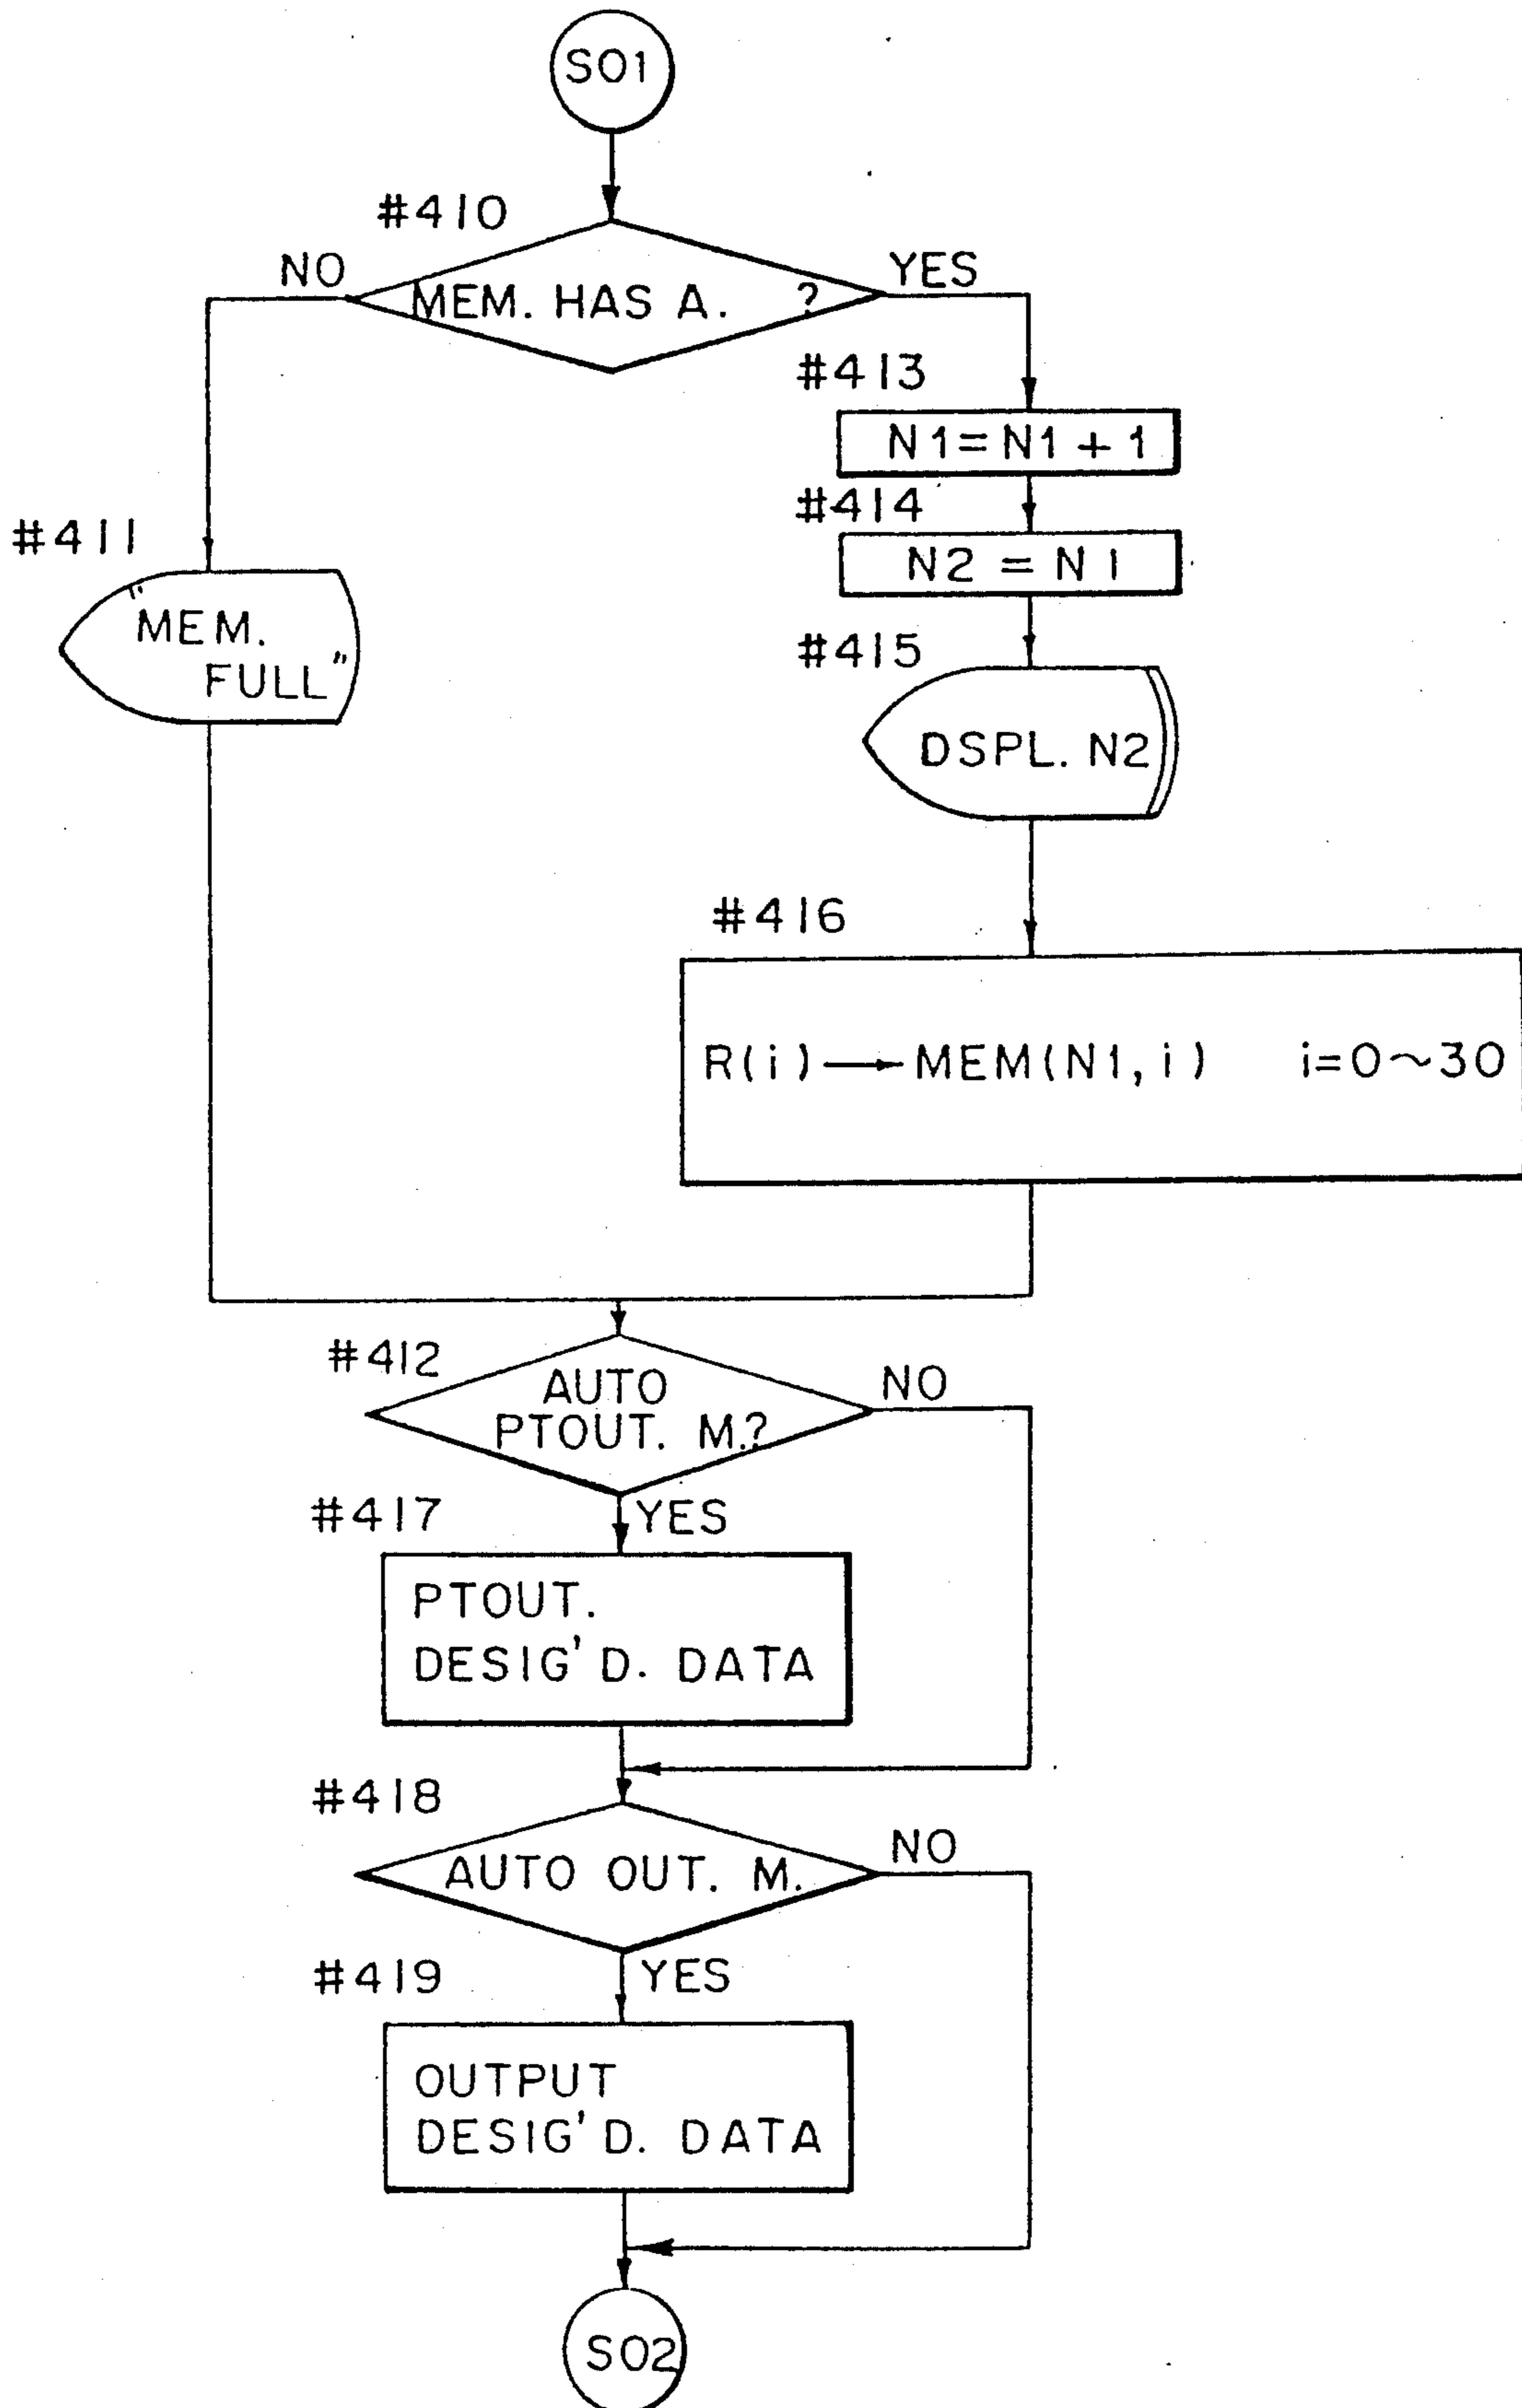 S01
#410
NO
YES
MEM. HAS A. ?
#413
N1=N1+1
#414
N2 = N1
#411
"MEM.
FULL"
#415
DSPL. N2
#416
R(i)→MEM(N1, i) i=0~30
#412
AUTO
PTOUT. M.?
NO
#417
YES
PTOUT.
DESIG'D. DATA
#418
AUTO OUT. M.
NO
#419
YES
OUTPUT
DESIG'D. DATA
S02